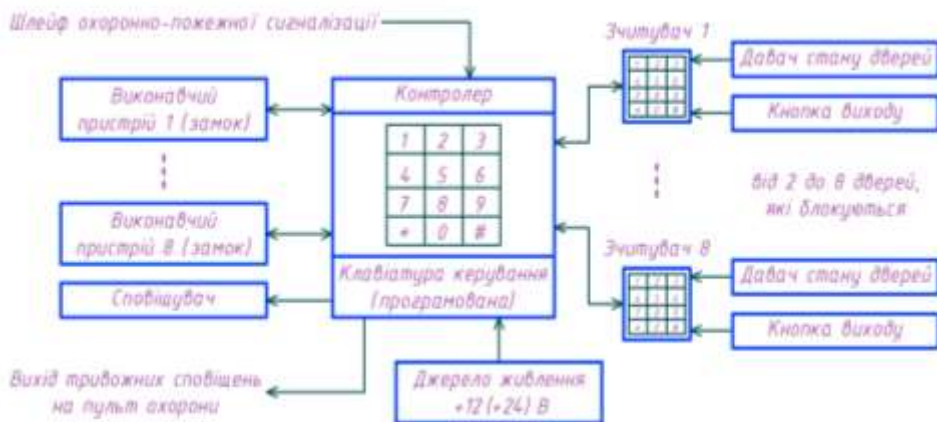 Шлейф охоронно-пожежної сигналізації
Виконавчий
пристрій 1 (замок)
Виконавчий
пристрій 8 (замок)
Сповіщувач
Вихід тривожних сповіщень
на пульт охорони
Контролер
1 2 3
4 5 6
7 8 9
* 0 #
Клавіатура керування
(програмована)
Джерело живлення
+12 (+24) В
Зчитувач 1
Давач стану дверей
Кнопка виходу
від 2 до 8 дверей,
які блокуються
Зчитувач 8
Давач стану дверей
Кнопка виходу